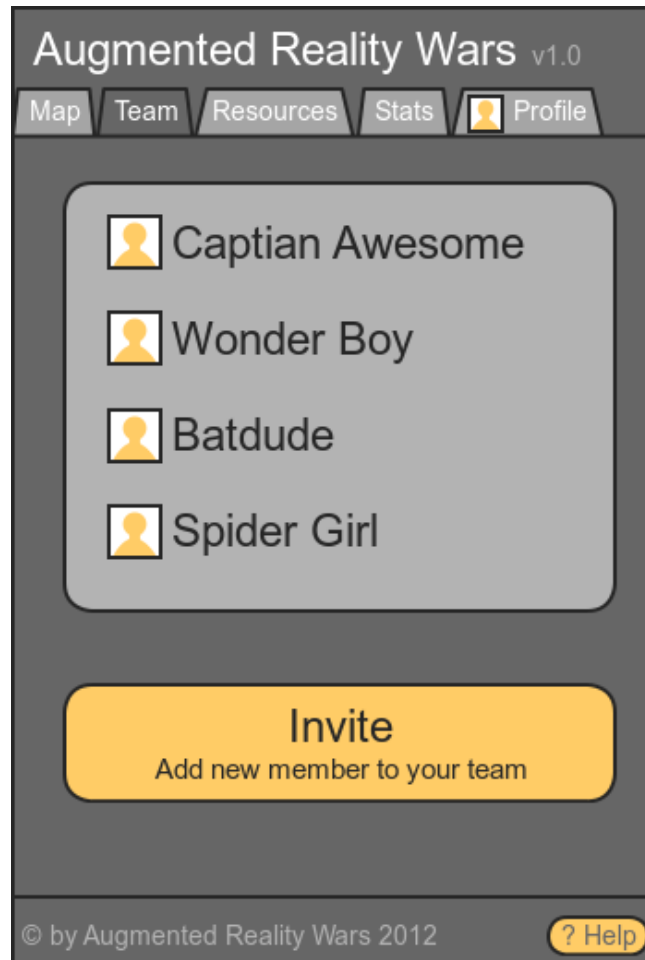 Augmented Reality Wars v1.0
Map Team Resources Stats Profile
Captian Awesome
Wonder Boy
Batdude
Spider Girl
Invite
Add new member to your team
© by Augmented Reality Wars 2012 ? Help